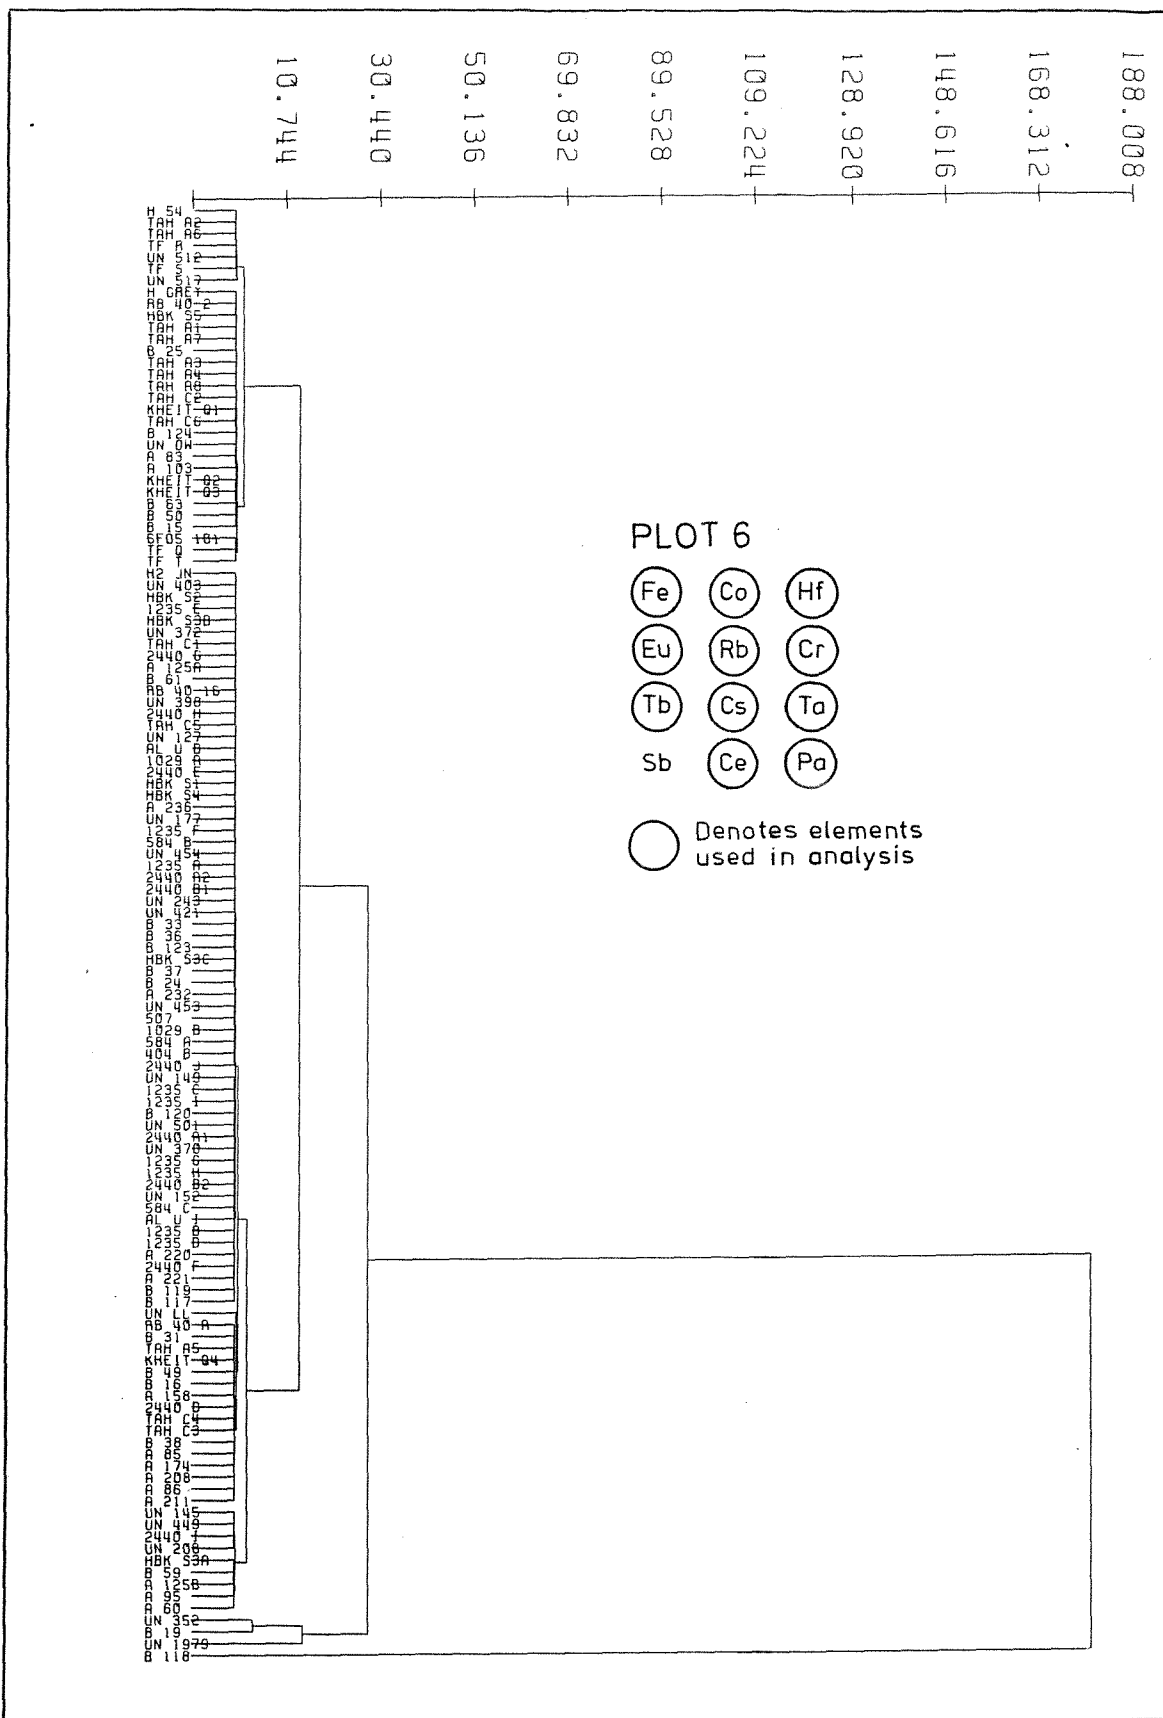 10.744
30.440
50.136
69.832
89.528
109.224
128.920
148.616
168.312
188.008
H 54
TAH A2
TAH A6
TF A
UN 512
TF S
UN 517
H GREY
AB 40-2
HBK S5
TAH A1
TAH A7
B 25
TAH A3
TAH A4
TAH A8
TAH C2
KHEIT Q1
TAH C6
B 124
UN OW
A 83
A 103
KHEIT Q2
KHEIT Q3
B 63
B 50
B 15
6F05 181
TF Q
TF T
H2 JN
UN 403
HBK S2
1235 E
HBK S3B
UN 372
TAH C1
2440 G
A 125A
B 61
AB 40-16
UN 398
2440 H
TAH C5
UN 127
AL U B
1029 A
2440 E
HBK S1
HBK S4
A 236
UN 177
1235 F
584 B
UN 454
1235 A
2440 A2
2440 B1
UN 243
UN 421
B 33
B 36
B 123
HBK S3C
B 37
B 24
A 232
UN 453
507
1029 B
584 A
404 B
2440 J
UN 149
1235 C
1235 I
B 120
UN 501
2440 A1
UN 370
1235 G
1235 H
2440 B2
UN 152
584 C
AL U I
1235 B
1235 D
A 220
2440 F
A 221
B 119
B 117
UN LL
AB 40 A
B 31
TAH A5
KHEIT Q4
B 49
B 16
A 158
2440 D
TAH C4
TAH C3
B 38
A 85
A 174
A 208
A 86
A 211
UN 145
UN 449
2440 I
UN 208
HBK S3A
B 59
A 125B
A 95
A 60
UN 352
B 19
UN 1979
B 118
PLOT 6
Fe Co Hf
Eu Rb Cr
Tb Cs Ta
Sb Ce Pa
Denotes elements
used in analysis